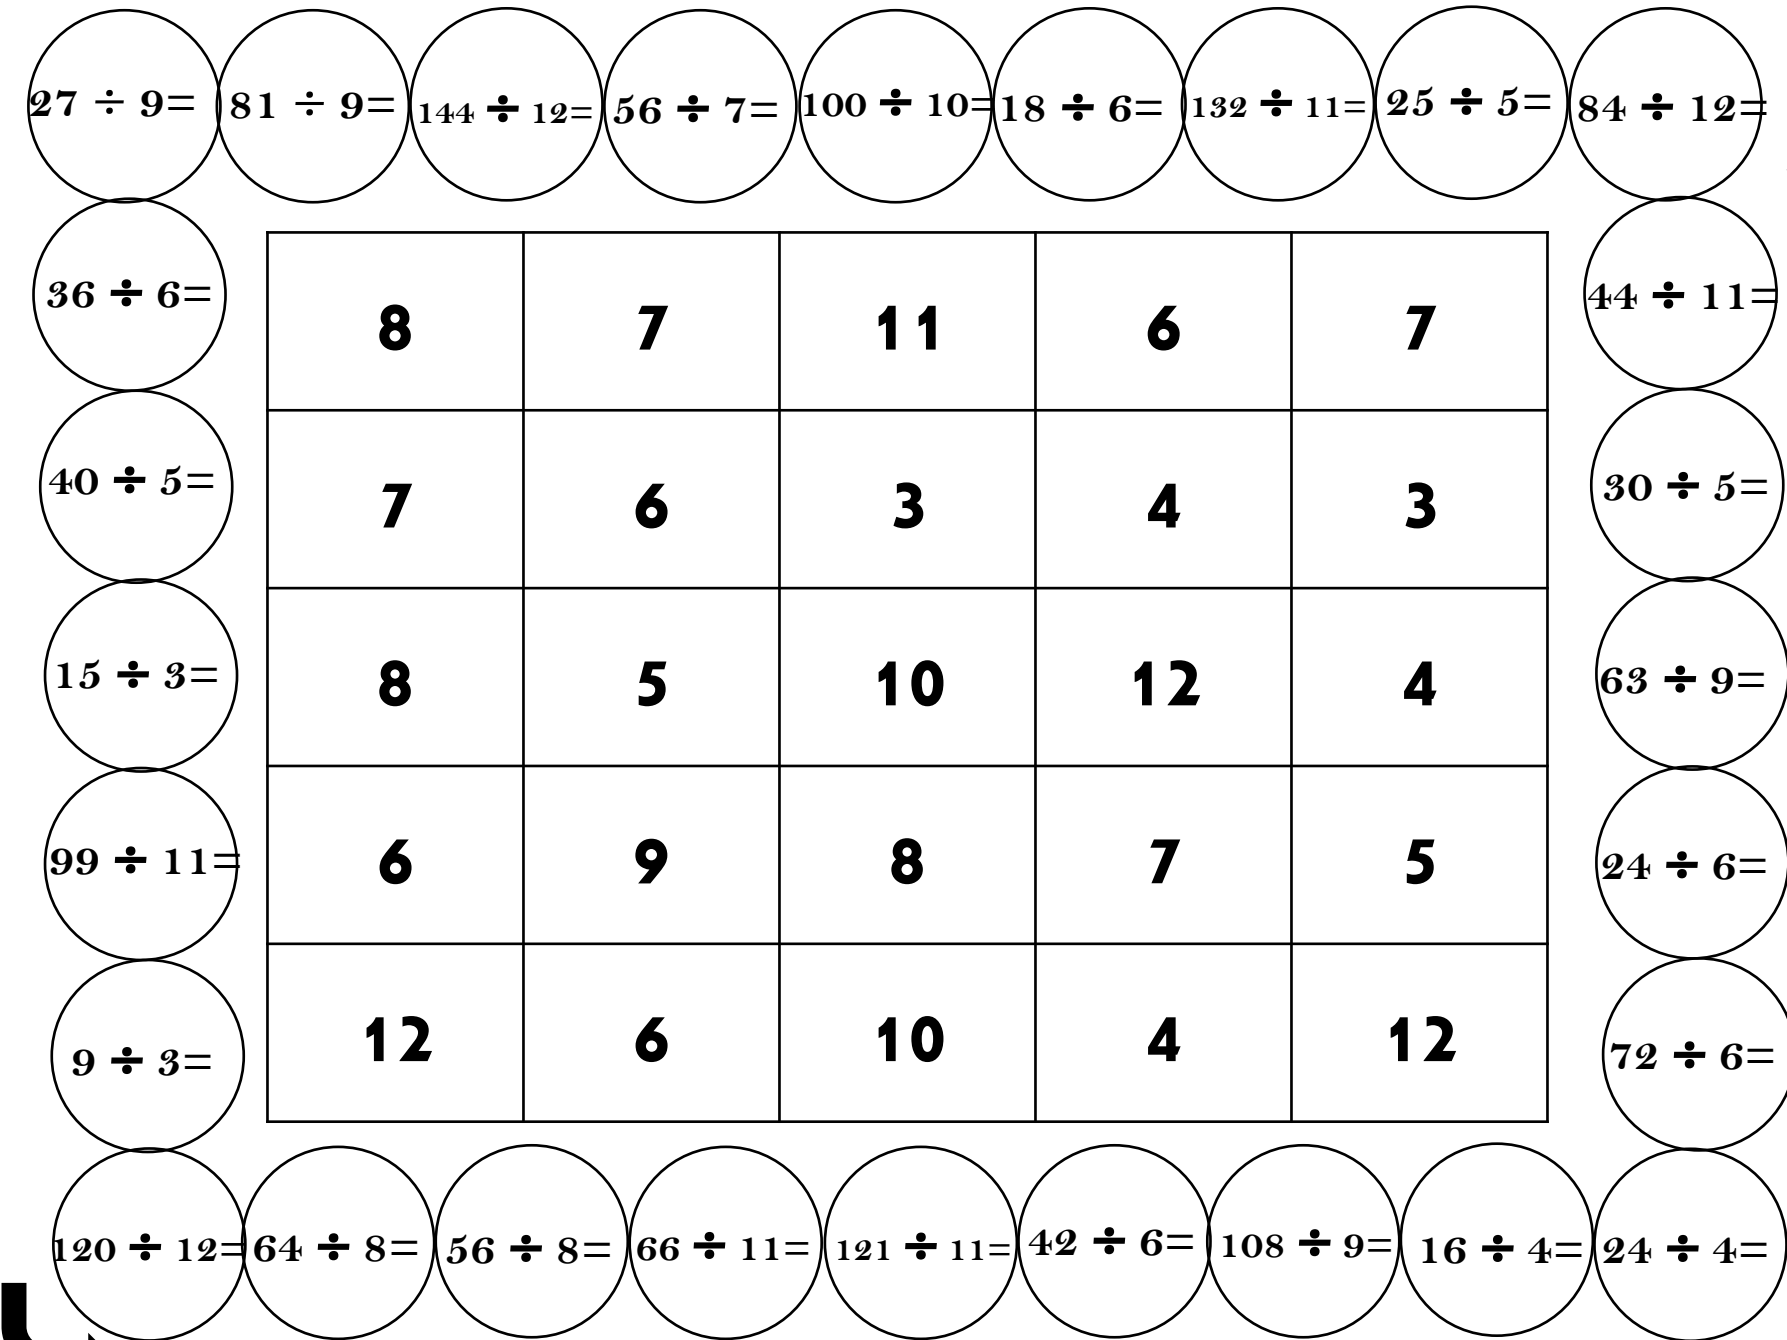 27 ÷ 9= 81 ÷ 9= 144 ÷ 12= 56 ÷ 7= 100 ÷ 10= 18 ÷ 6= 132 ÷ 11= 25 ÷ 5= 84 ÷ 12=
36 ÷ 6= 44 ÷ 11=
8 7 11 6 7
40 ÷ 5= 30 ÷ 5=
7 6 3 4 3
15 ÷ 3= 63 ÷ 9=
8 5 10 12 4
99 ÷ 11= 24 ÷ 6=
6 9 8 7 5
9 ÷ 3= 72 ÷ 6=
12 6 10 4 12
120 ÷ 12= 64 ÷ 8= 56 ÷ 8= 66 ÷ 11= 121 ÷ 11= 42 ÷ 6= 108 ÷ 9= 16 ÷ 4= 24 ÷ 4=